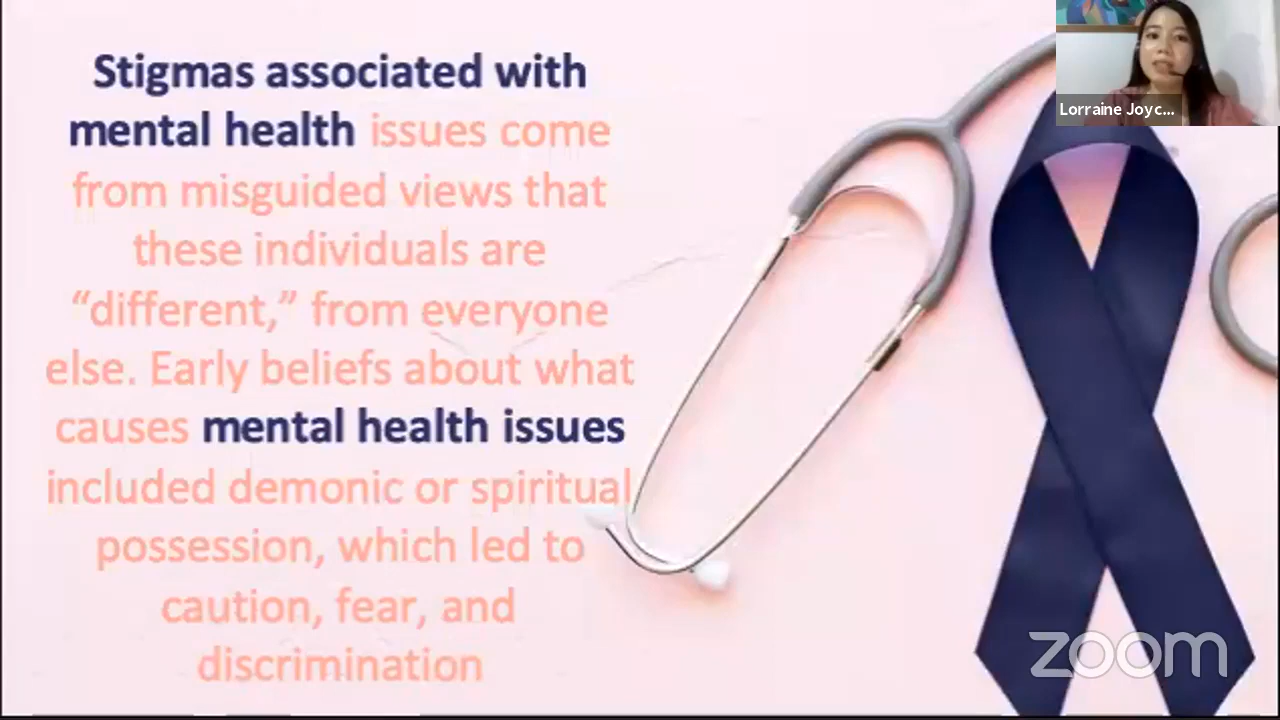 Stigmas associated with
mental health issues come
from misguided views that
these individuals are
“different,” from everyone
else. Early beliefs about what
causes mental health issues
included demonic or spiritual
possession, which led to
caution, fear, and
discrimination
Lorraine Joyc...
zoom